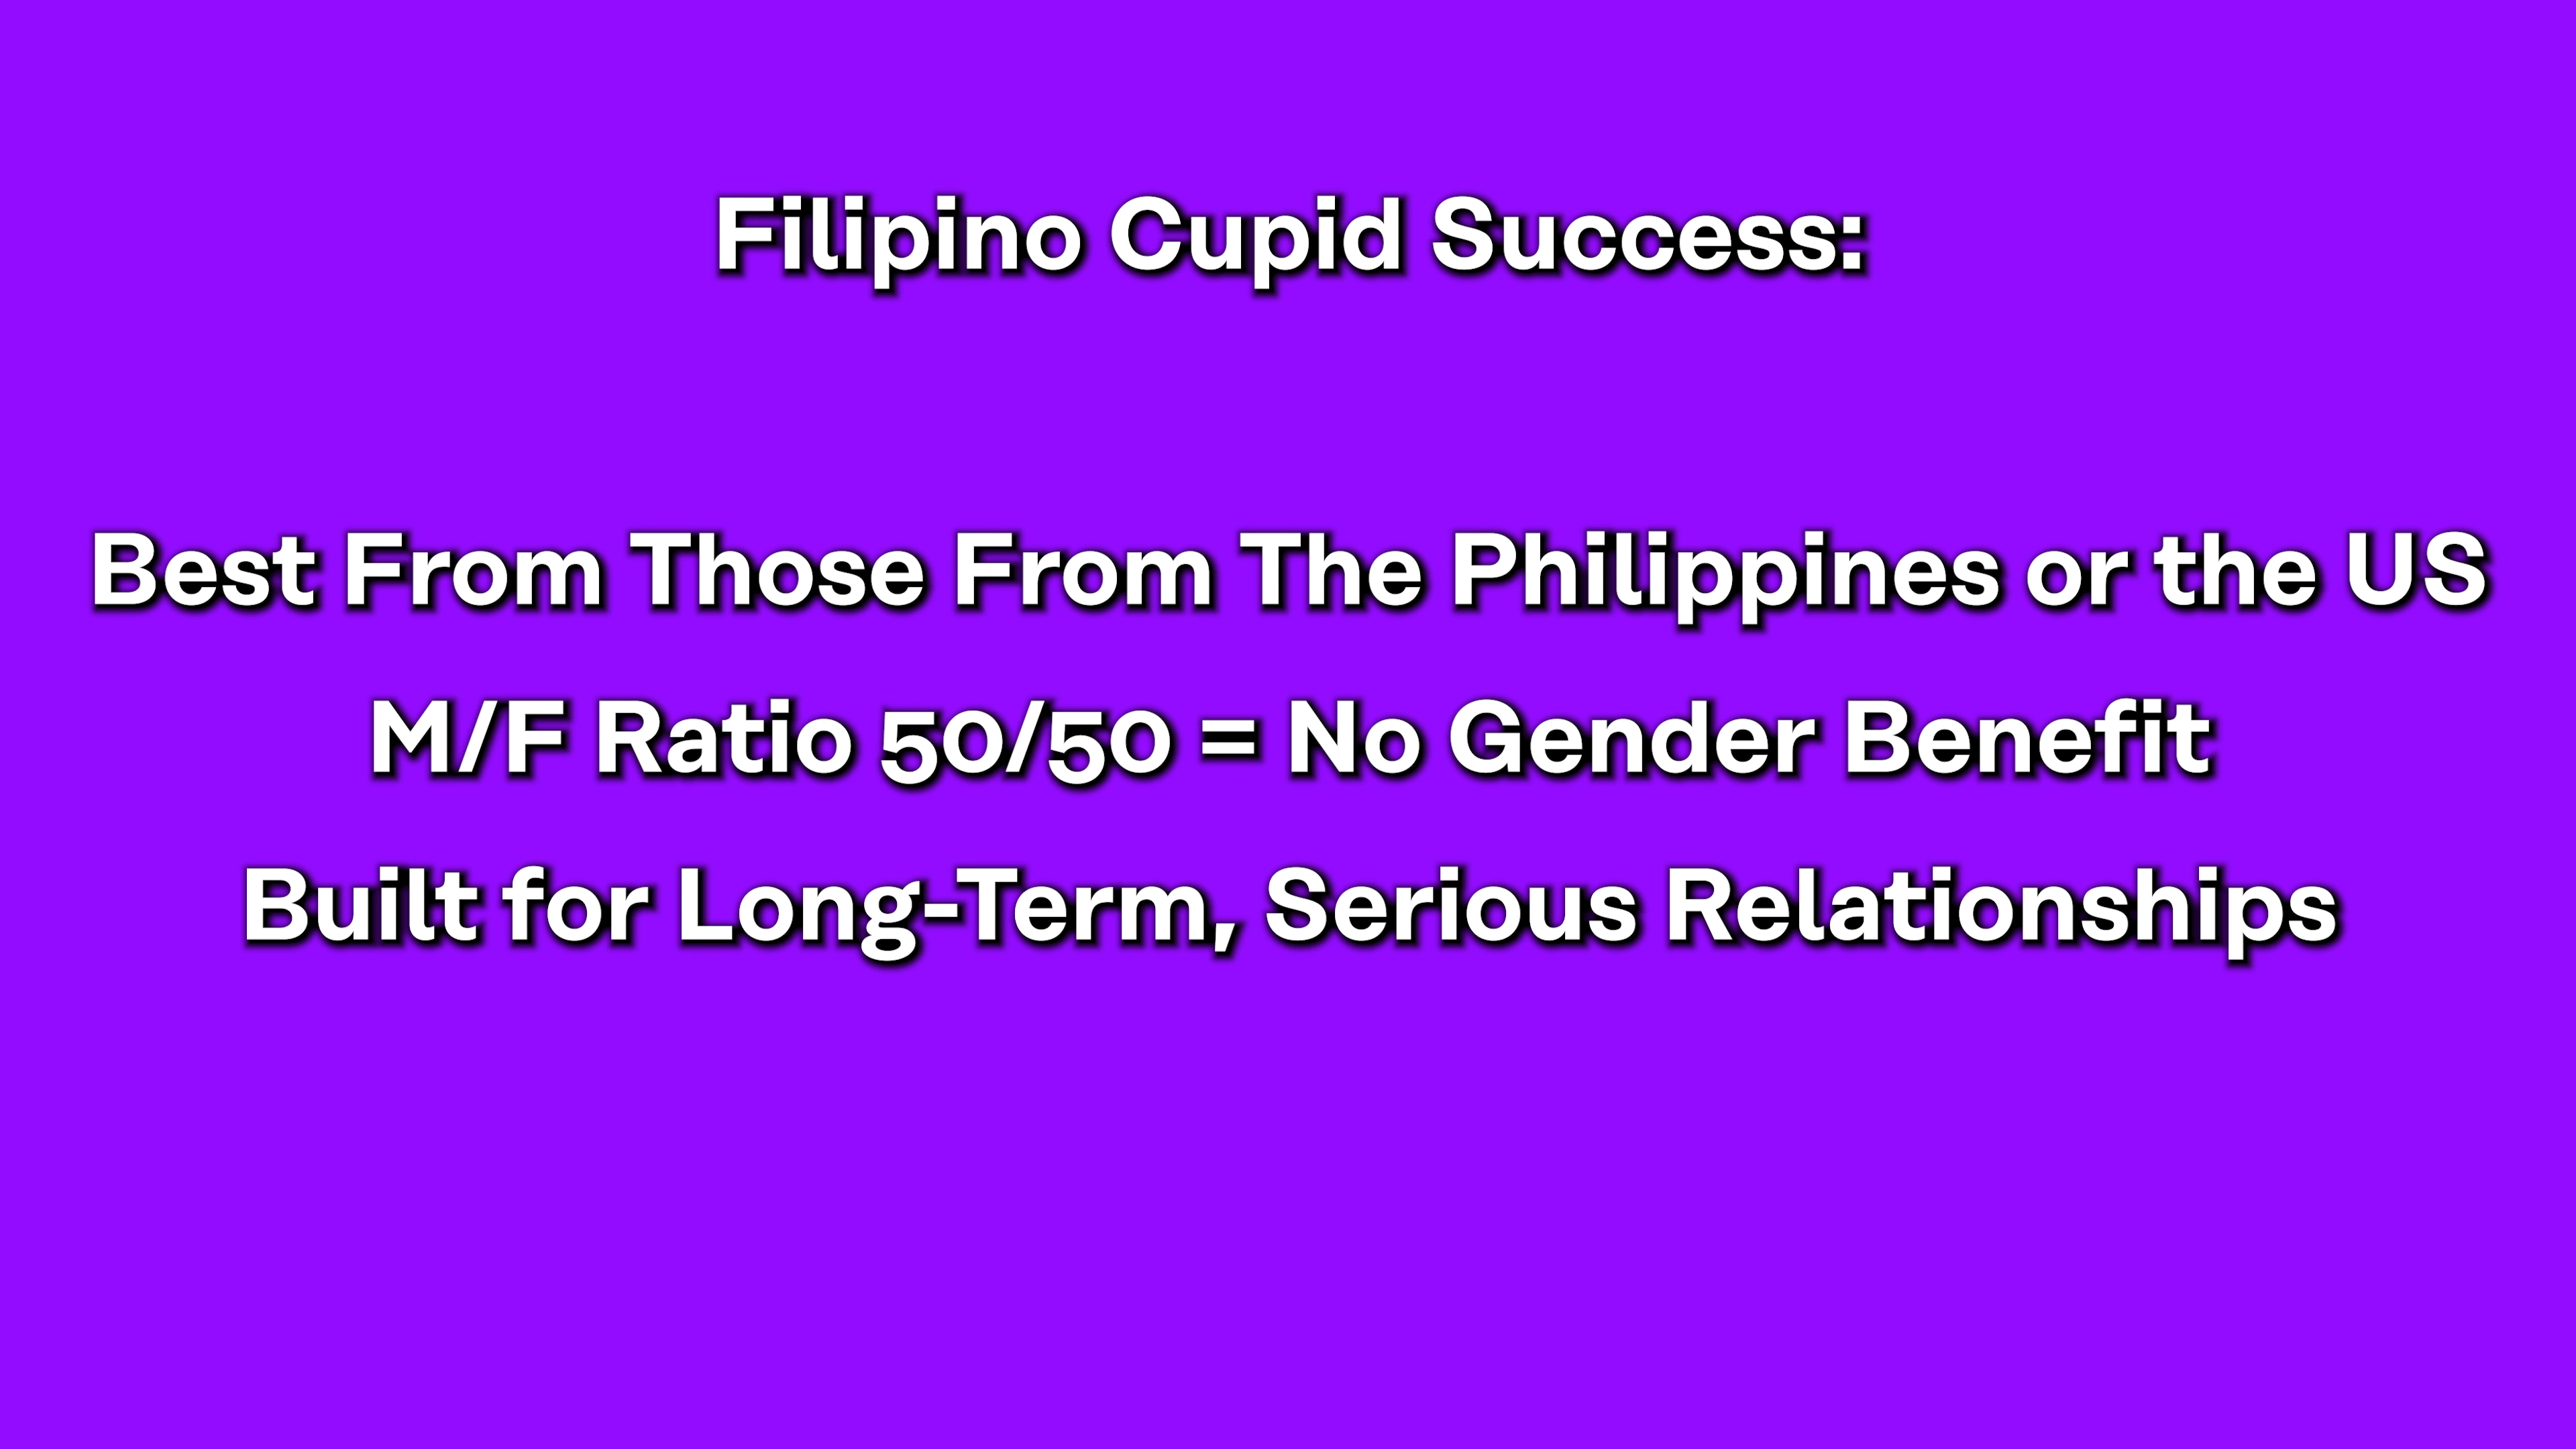 Filipino Cupid Success:
Best From Those From The Philippines or the US
M/F Ratio 50/50 = No Gender Benefit
Built for Long-Term, Serious Relationships